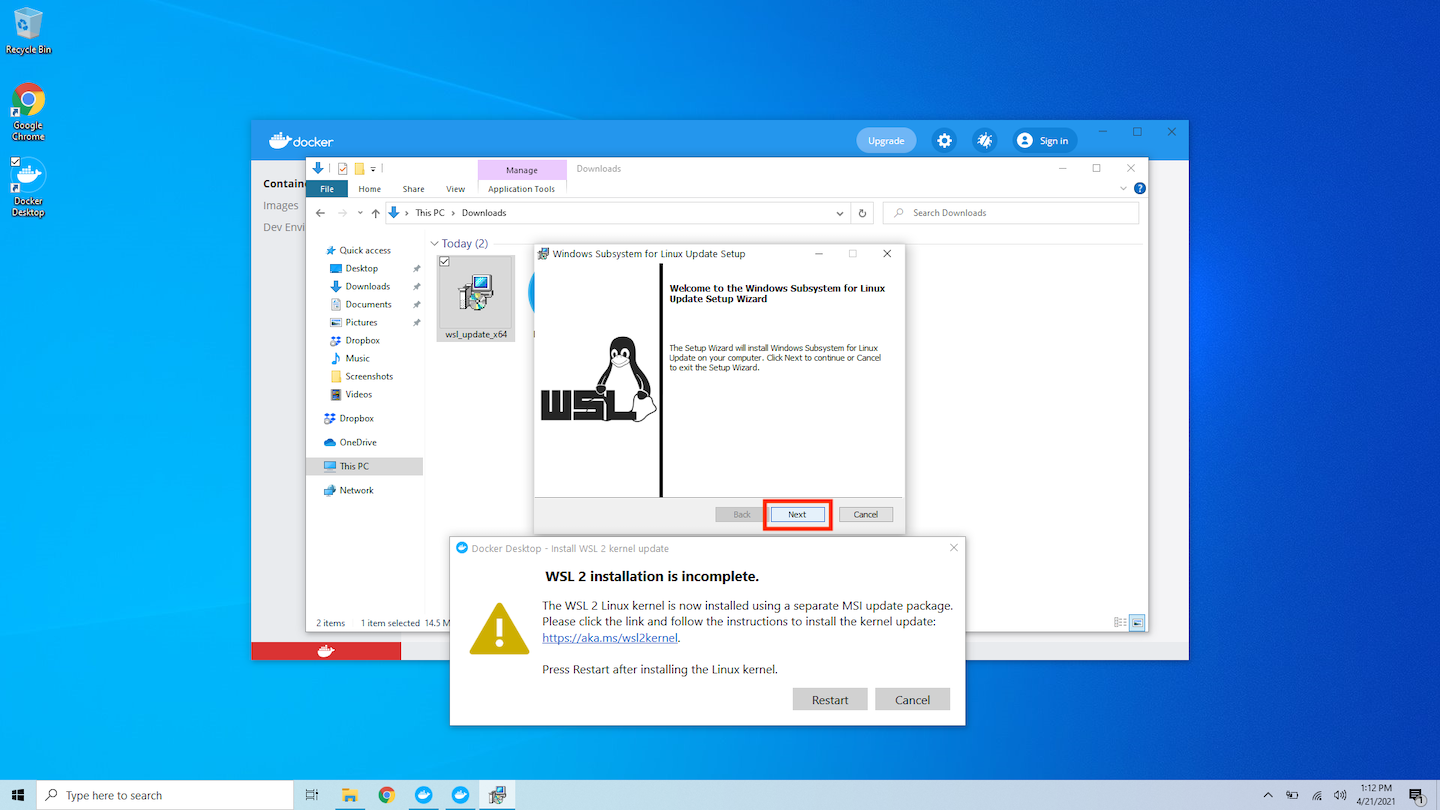 Recycle Bin
Google
Chrome
Docker
Desktop
docker
Upgrade
Sign in
Images
Manage
Downloads
File
Home
Share
View
Application Tools
This PC
Downloads
Search Downloads
Quick access
Desktop
Downloads
Documents
Pictures
Dropbox
Music
Screenshots
Videos
Dropbox
OneDrive
This PC
Network
Today (2)
wsl_update_x64
2 items
1 item selected 14.5 M
Windows Subsystem for Linux Update Setup
Welcome to the Windows Subsystem for Linux
Update Setup Wizard
The Setup Wizard will install Windows Subsystem for Linux
Update on your computer. Click Next to continue or Cancel
to exit the Setup Wizard.
WSL
Back
Next
Cancel
Docker Desktop - Install WSL 2 kernel update
WSL 2 installation is incomplete.
The WSL 2 Linux kernel is now installed using a separate MSI update package.
Please click the link and follow the instructions to install the kernel update:
https://aka.ms/wsl2kernel.
Press Restart after installing the Linux kernel.
Restart
Cancel
Type here to search
1:12 PM
4/21/2021
1